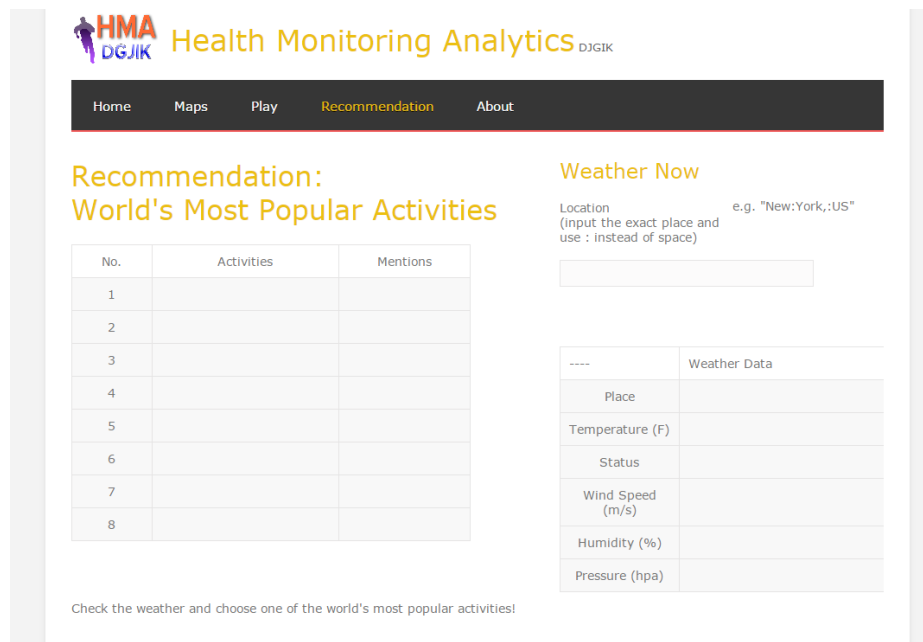 HMA
DGJIK
Health Monitoring Analytics DJGIK
Home Maps Play Recommendation About
Recommendation:
World's Most Popular Activities
No. Activities Mentions
1
2
3
4
5
6
7
8
Check the weather and choose one of the world's most popular activities!
Weather Now
Location
(input the exact place and
use : instead of space)
e.g. "New:York,:US"
---- Weather Data
Place
Temperature (F)
Status
Wind Speed
(m/s)
Humidity (%)
Pressure (hpa)